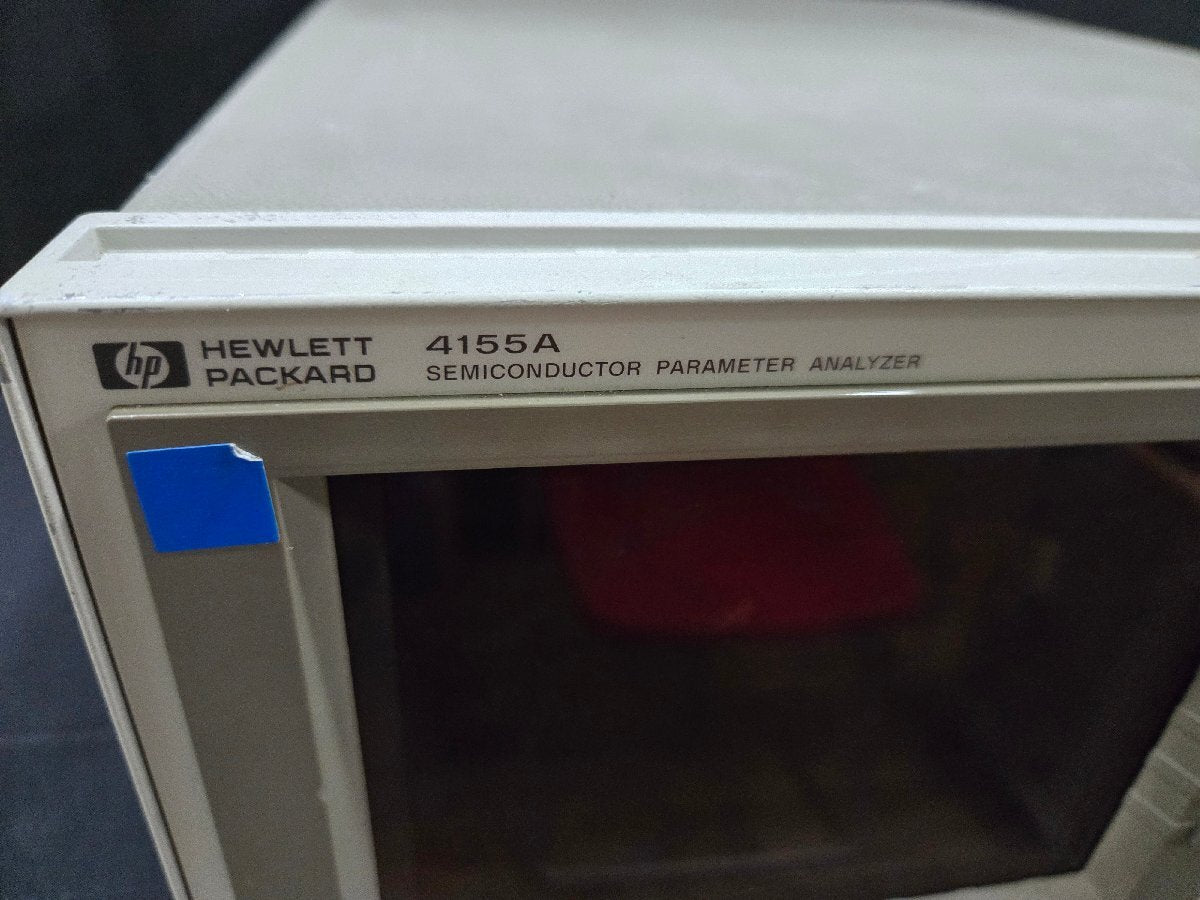 hp HEWLETT PACKARD
4155A
SEMICONDUCTOR PARAMETER ANALYZER